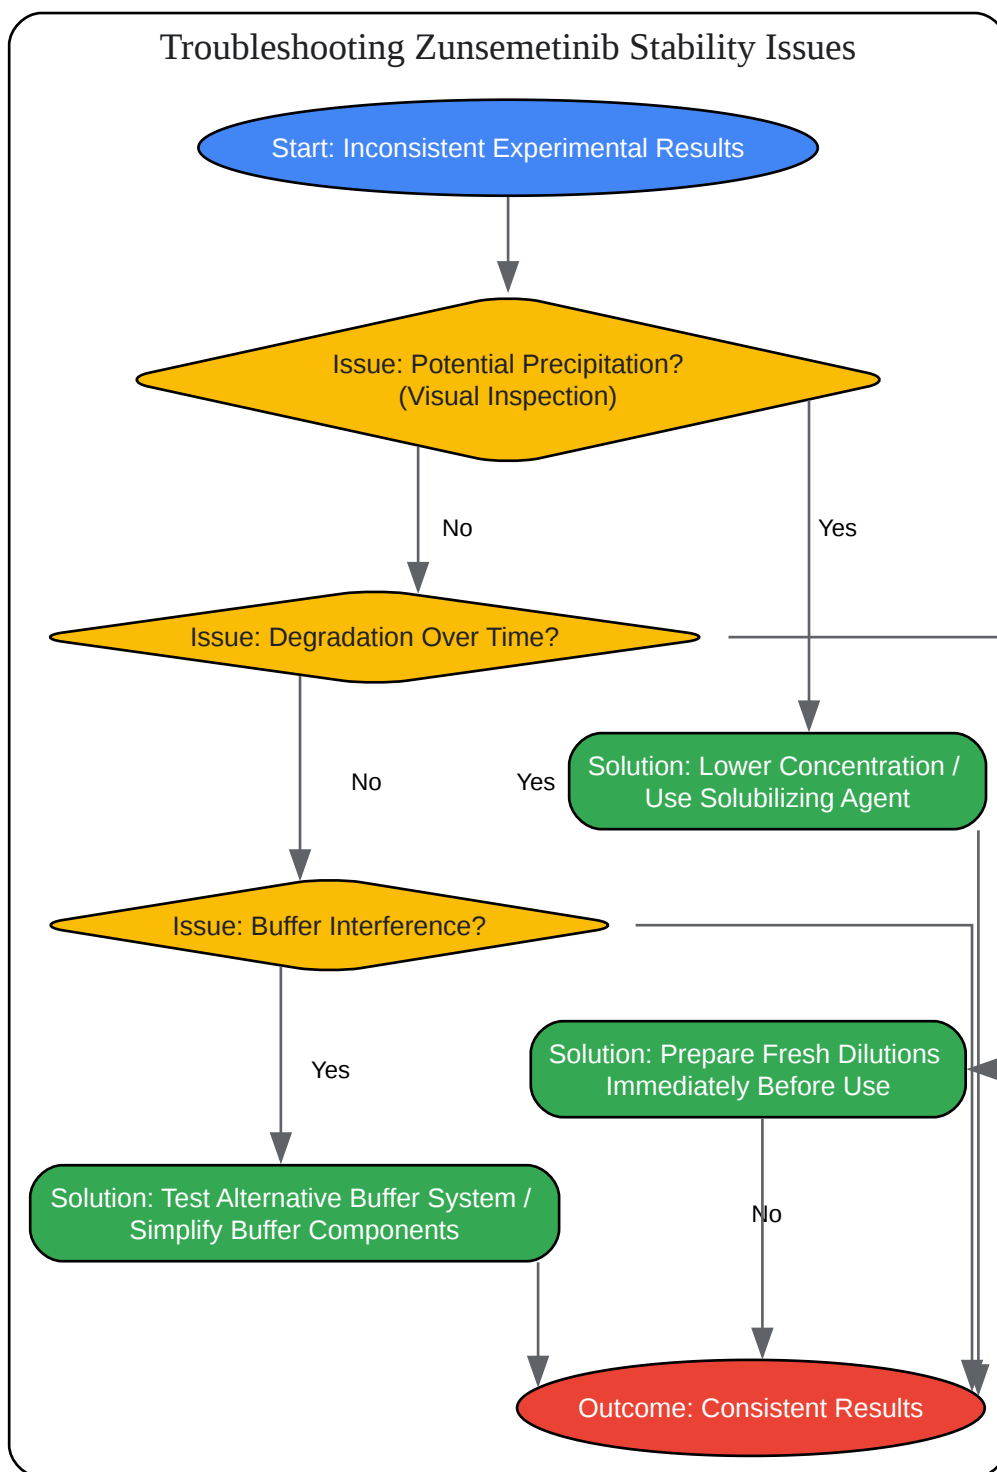 Troubleshooting Zunsemetinib Stability Issues
Start: Inconsistent Experimental Results
Issue: Potential Precipitation?
(Visual Inspection)
No
Yes
Issue: Degradation Over Time?
Solution: Lower Concentration /
Use Solubilizing Agent
No
Yes
Issue: Buffer Interference?
Solution: Prepare Fresh Dilutions
Immediately Before Use
Yes
Solution: Test Alternative Buffer System /
Simplify Buffer Components
No
Outcome: Consistent Results